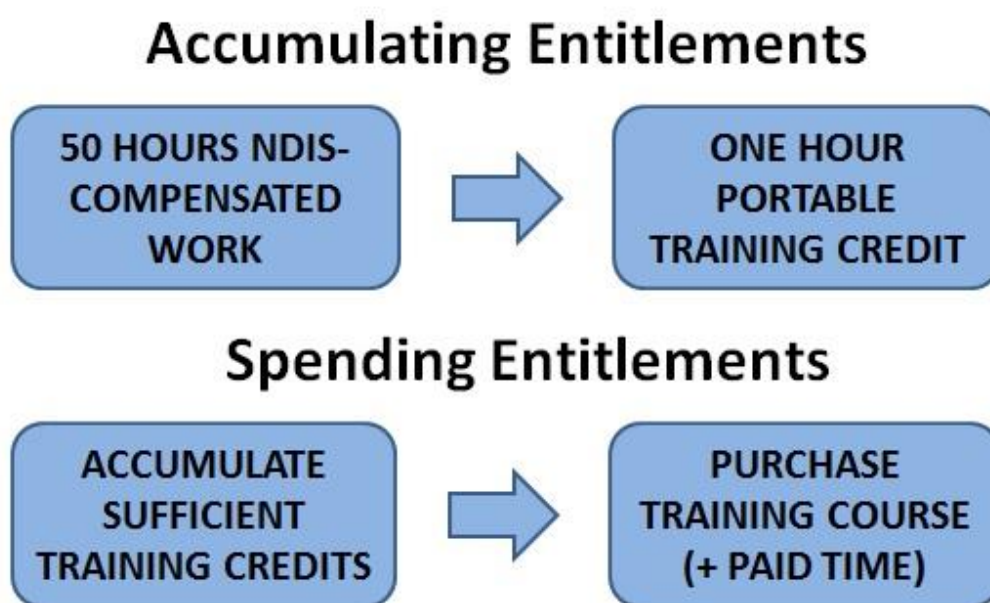 Accumulating Entitlements
50 HOURS NDIS-
COMPENSATED
WORK
ONE HOUR
PORTABLE
TRAINING CREDIT
Spending Entitlements
ACCUMULATE
SUFFICIENT
TRAINING CREDITS
PURCHASE
TRAINING COURSE
(+ PAID TIME)